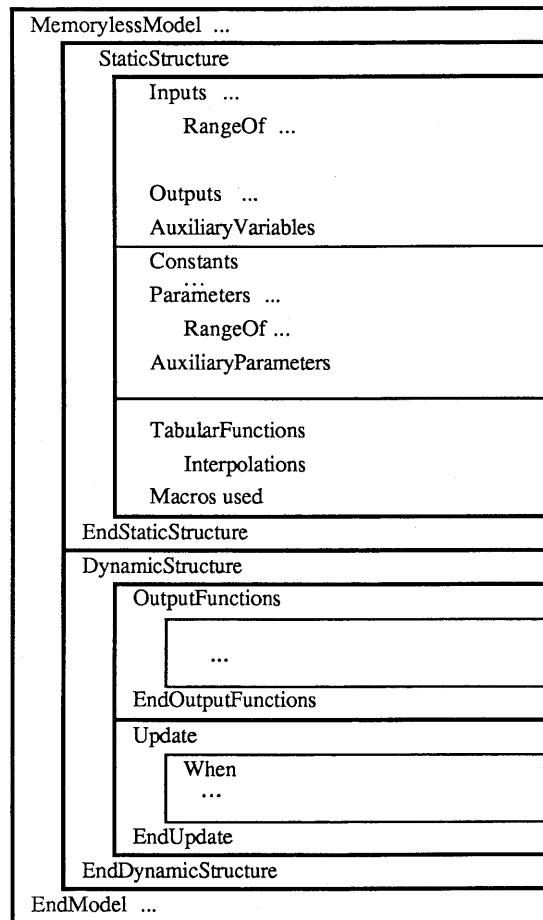 MemorylessModel ...
StaticStructure
Inputs ...
RangeOf ...
Outputs ...
AuxiliaryVariables
Constants
...
Parameters ...
RangeOf ...
AuxiliaryParameters
TabularFunctions
Interpolations
Macros used
EndStaticStructure
DynamicStructure
OutputFunctions
...
EndOutputFunctions
Update
When
...
EndUpdate
EndDynamicStructure
EndModel ...